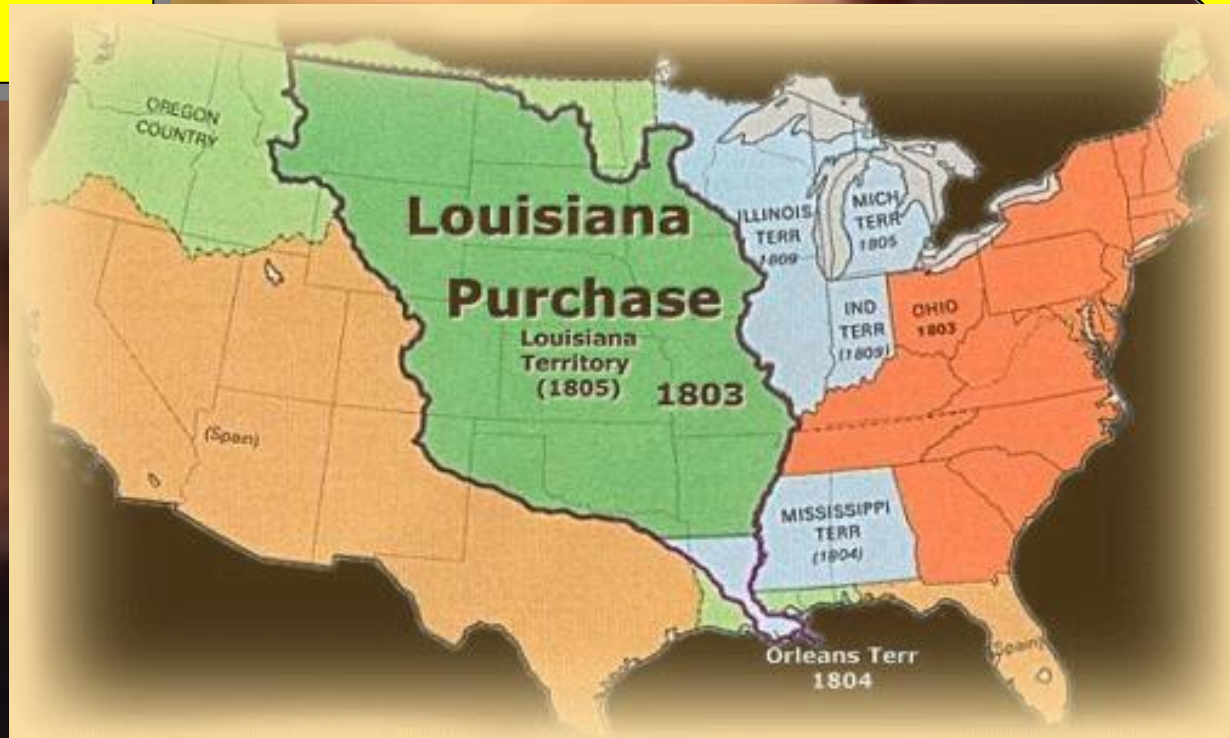 OREGON
COUNTRY
Louisiana
Purchase
Louisiana
Territory
(1805)
1803
ILLINOIS
TERR
1809
MICH
TERR
1805
IND
TERR
(1809)
OHIO
1803
(Spain)
MISSISSIPPI
TERR
(1804)
(Spain)
Orleans Terr
1804